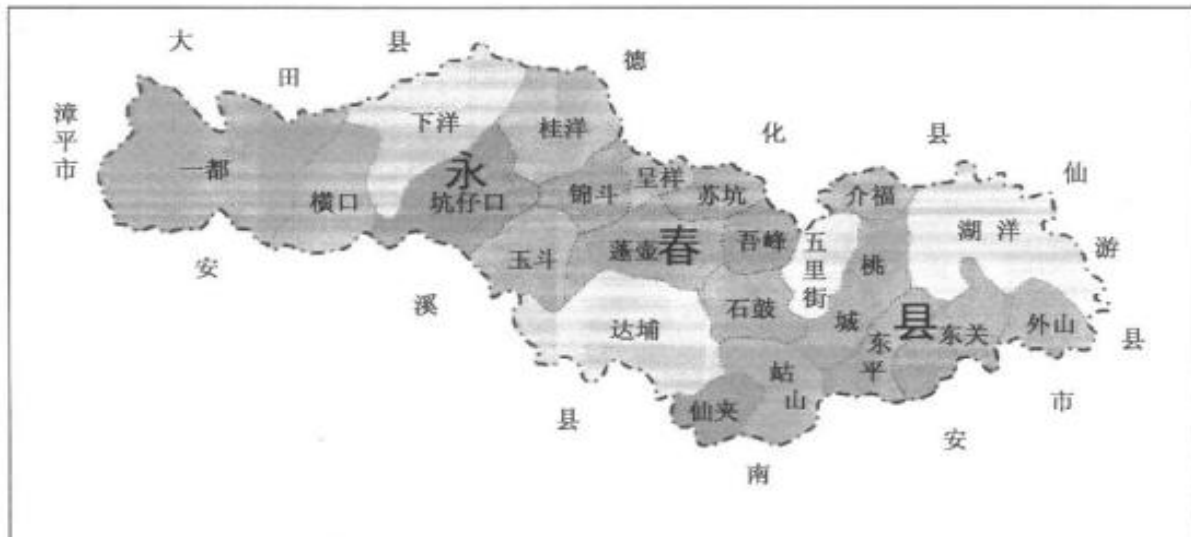 大田县
德化县
漳平市
仙游县
安溪县
南安市
永春县
下洋
桂洋
一都
横口
坑仔口
锦斗
呈祥
苏坑
介福
湖洋
玉斗
蓬壶
吾峰
五里街
桃城
石鼓
达埔
东平
东关
外山
岵山
仙夹